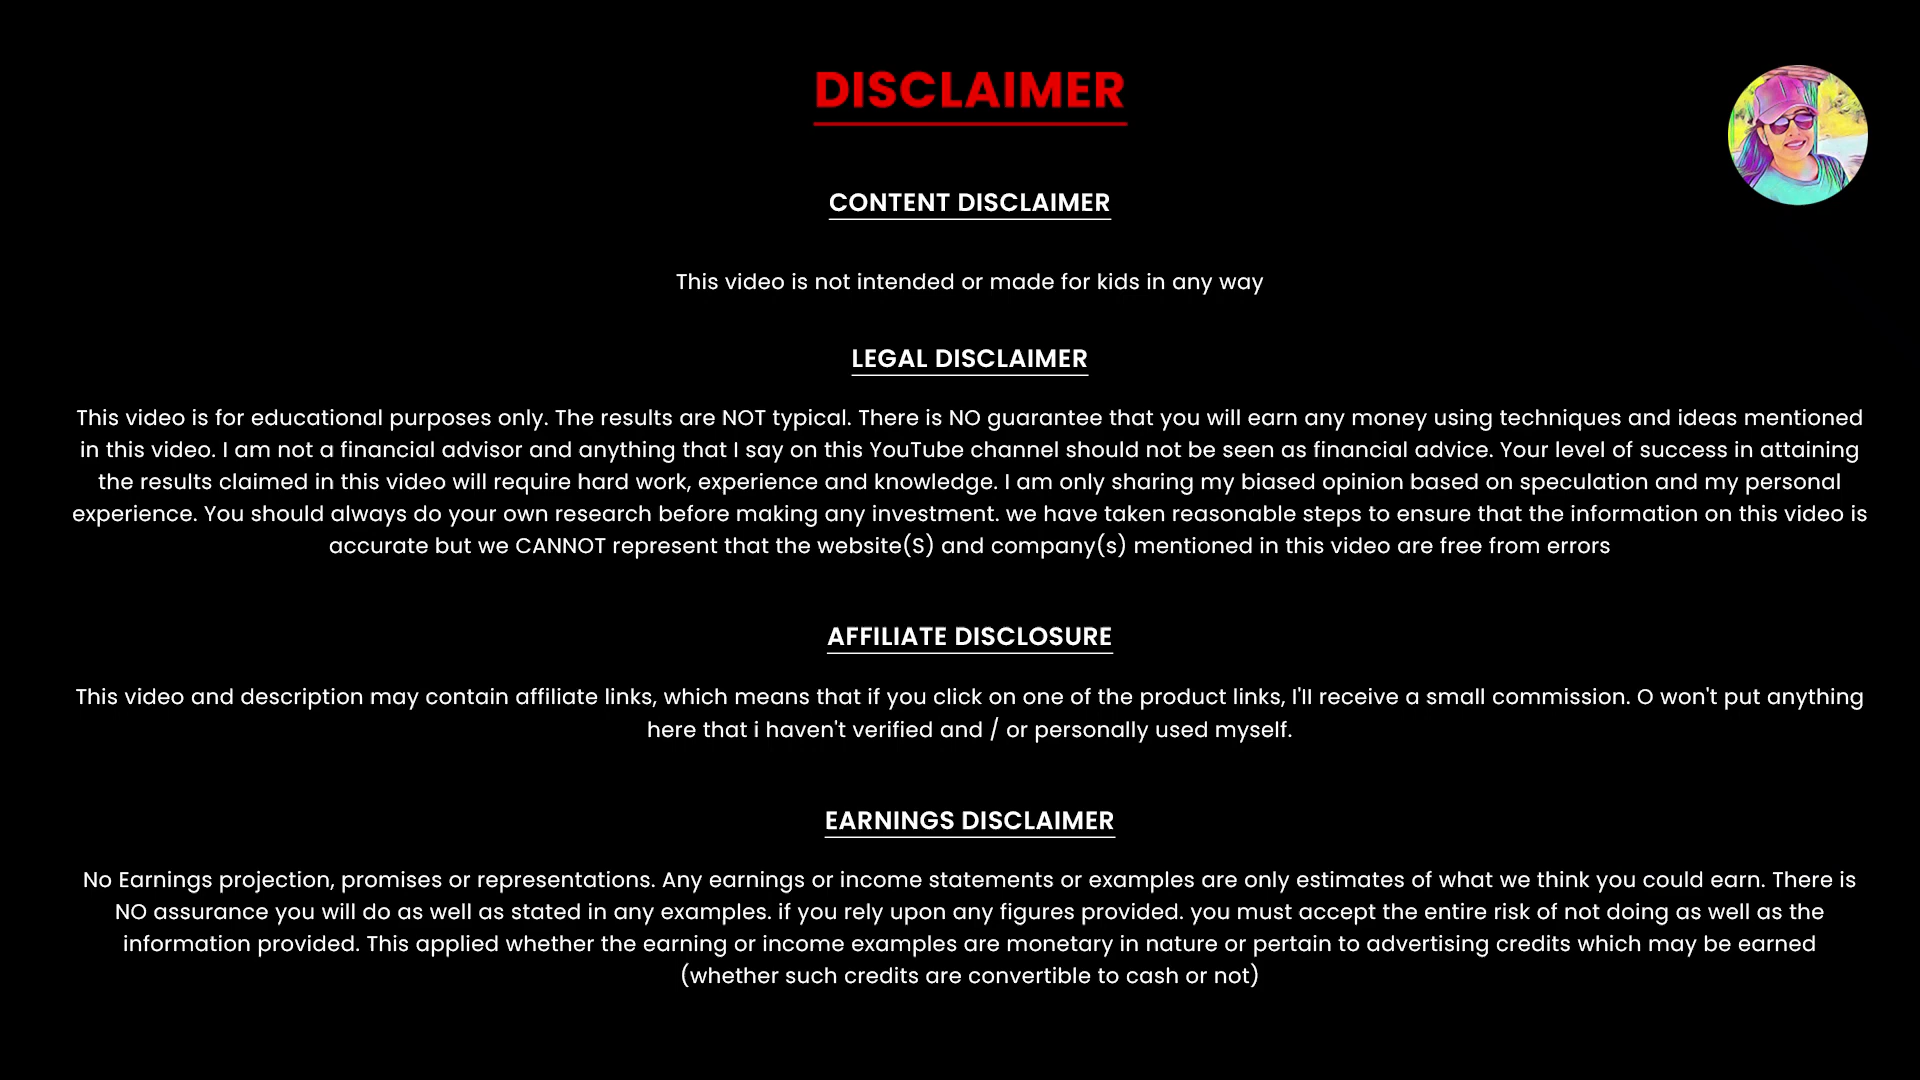 DISCLAIMER
CONTENT DISCLAIMER
This video is not intended or made for kids in any way
LEGAL DISCLAIMER
This video is for educational purposes only. The results are NOT typical. There is NO guarantee that you will earn any money using techniques and ideas mentioned
in this video. I am not a financial advisor and anything that I say on this YouTube channel should not be seen as financial advice. Your level of success in attaining
the results claimed in this video will require hard work, experience and knowledge. I am only sharing my biased opinion based on speculation and my personal
experience. You should always do your own research before making any investment. we have taken reasonable steps to ensure that the information on this video is
accurate but we CANNOT represent that the website(S) and company(s) mentioned in this video are free from errors
AFFILIATE DISCLOSURE
This video and description may contain affiliate links, which means that if you click on one of the product links, I'II receive a small commission. O won't put anything
here that i haven't verified and / or personally used myself.
EARNINGS DISCLAIMER
No Earnings projection, promises or representations. Any earnings or income statements or examples are only estimates of what we think you could earn. There is
NO assurance you will do as well as stated in any examples. if you rely upon any figures provided. you must accept the entire risk of not doing as well as the
information provided. This applied whether the earning or income examples are monetary in nature or pertain to advertising credits which may be earned
(whether such credits are convertible to cash or not)